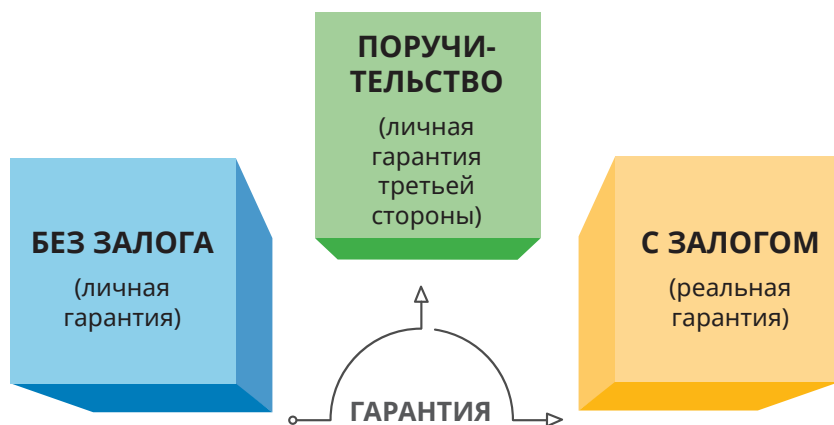 ПОРУЧИ-
ТЕЛЬСТВО
(личная
гарантия
третьей
стороны)
БЕЗ ЗАЛОГА
(личная
гарантия)
С ЗАЛОГОМ
(реальная
гарантия)
ГАРАНТИЯ